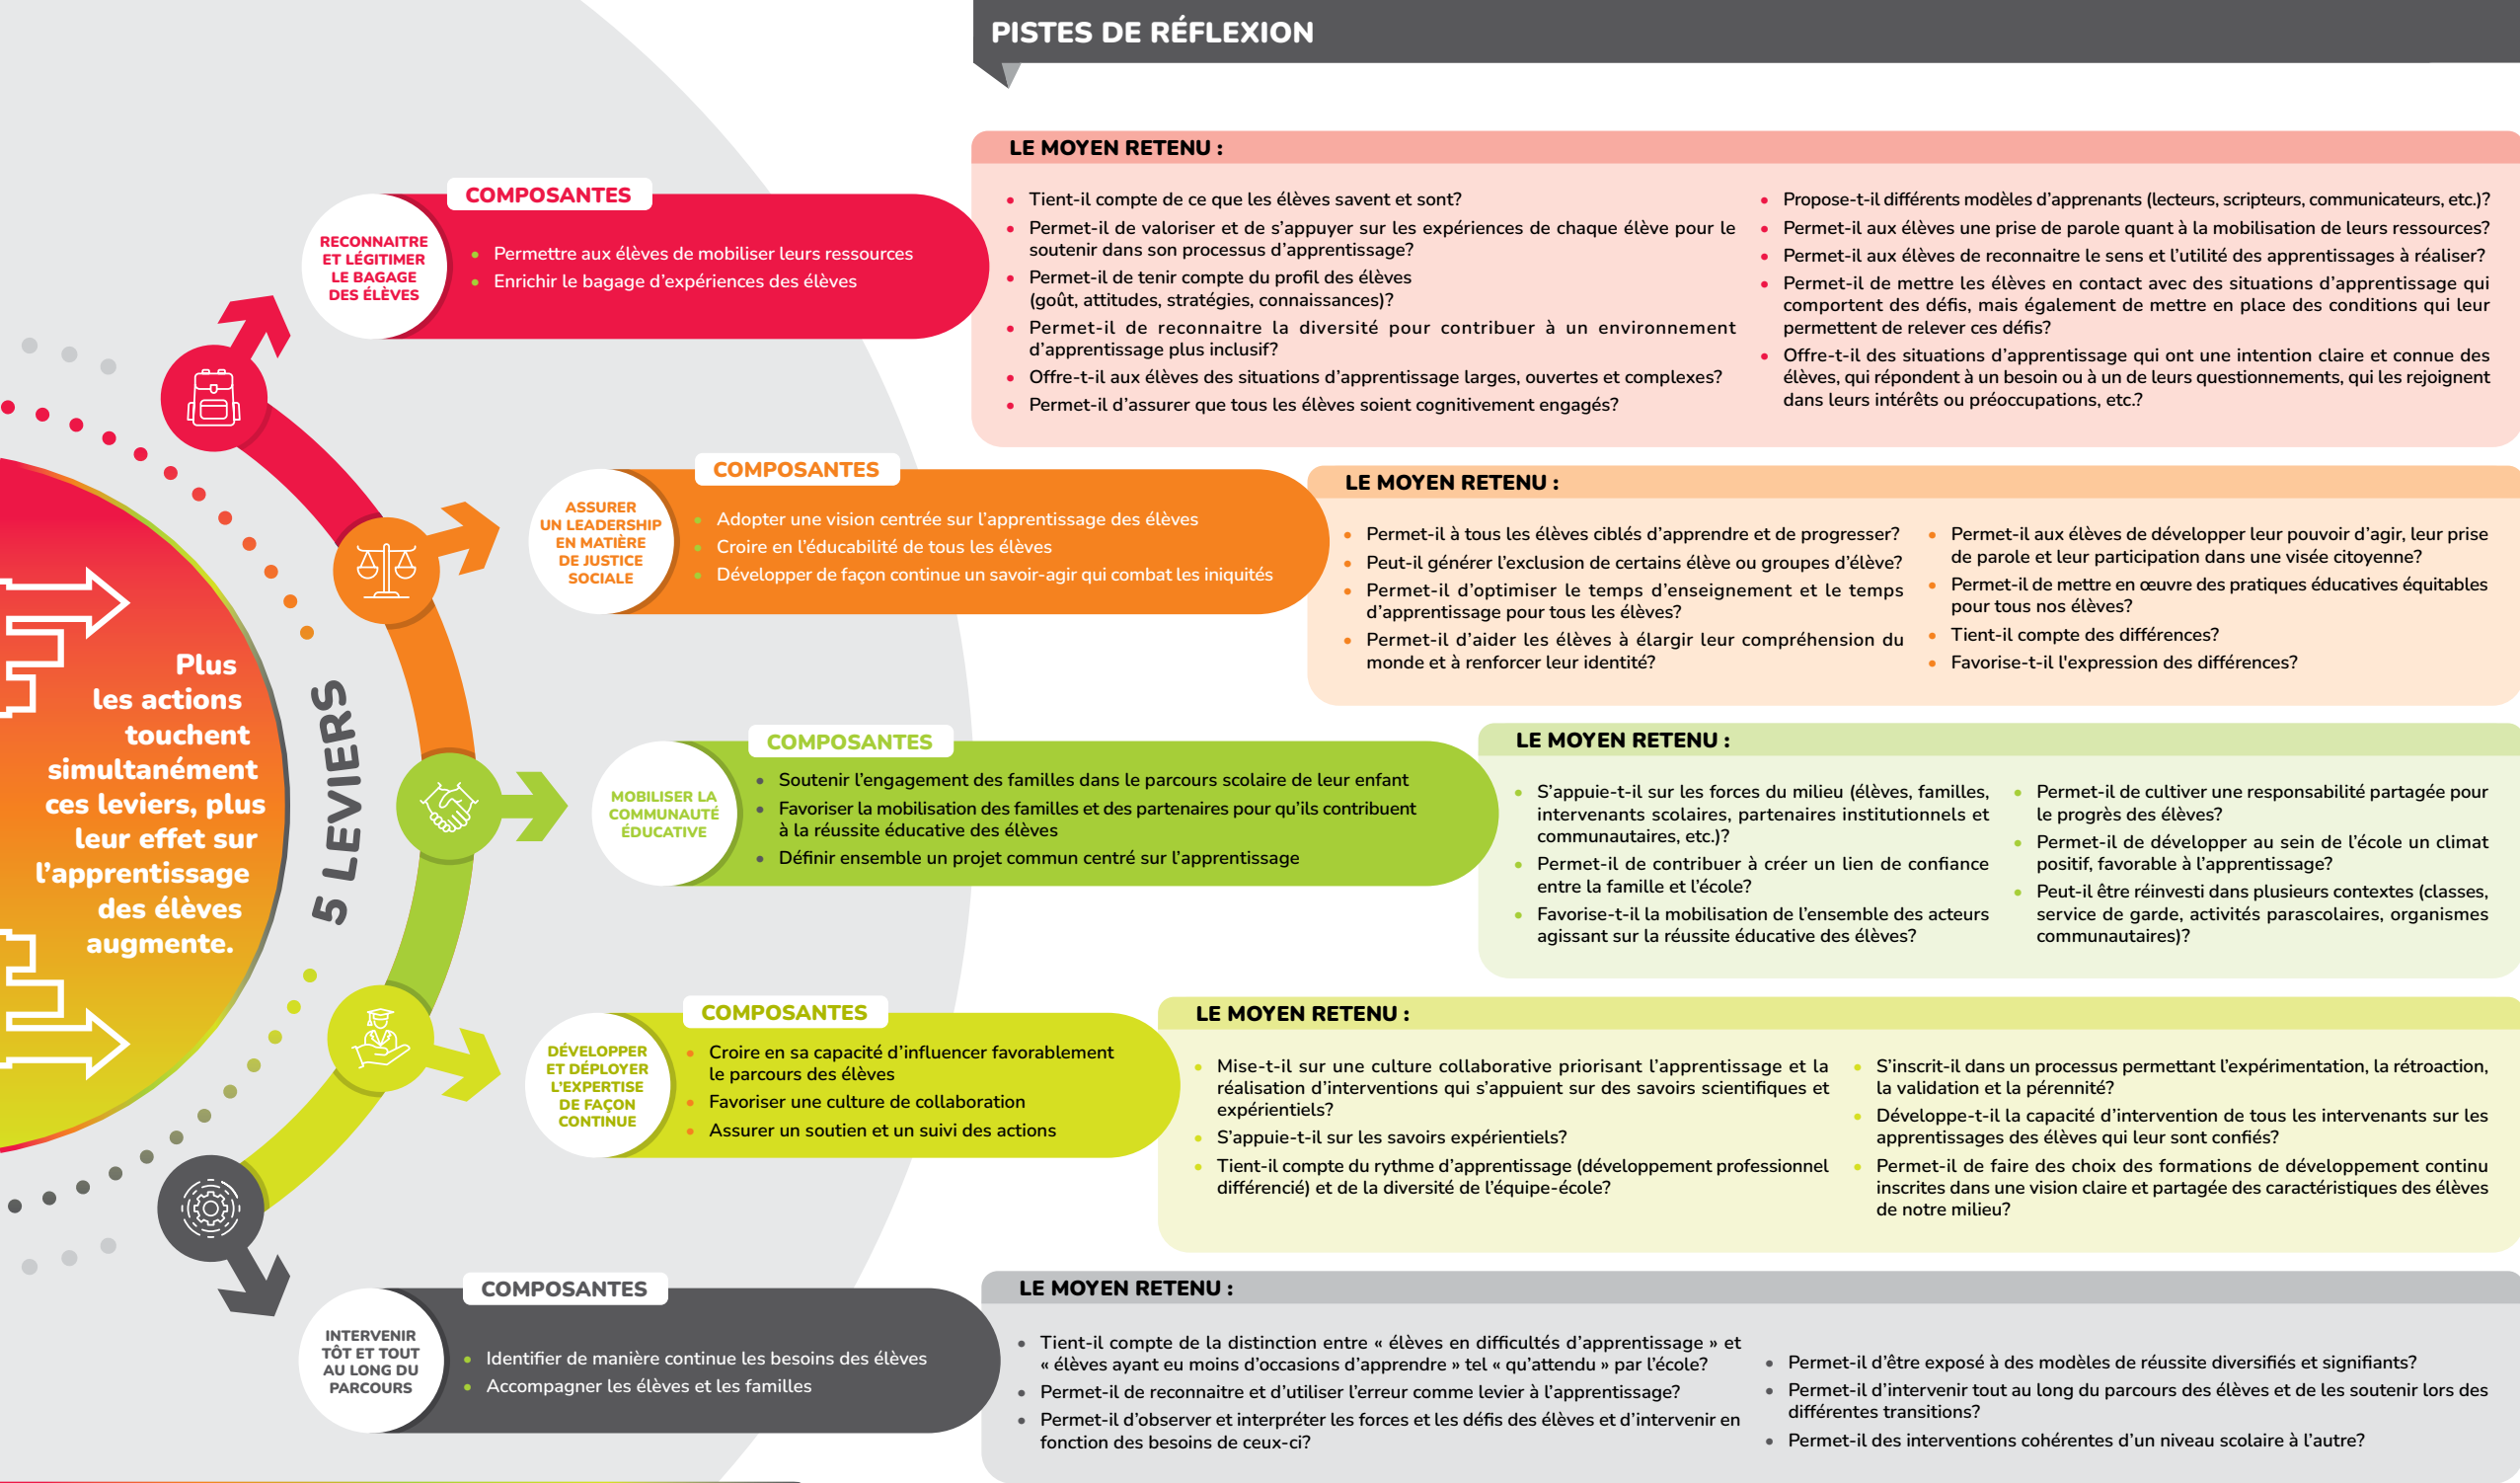 PISTES DE RÉFLEXION
Plus
les actions
touchent
simultanément
ces leviers, plus
leur effet sur
l'apprentissage
des élèves
augmente.
5 LEVIERS
RECONNAITRE
ET LÉGITIMER
LE BAGAGE
DES ÉLÈVES
COMPOSANTES
• Permettre aux élèves de mobiliser leurs ressources
• Enrichir le bagage d'expériences des élèves
LE MOYEN RETENU :
• Tient-il compte de ce que les élèves savent et sont?
• Permet-il de valoriser et de s'appuyer sur les expériences de chaque élève pour le
soutenir dans son processus d'apprentissage?
• Permet-il de tenir compte du profil des élèves
(goût, attitudes, stratégies, connaissances)?
• Permet-il de reconnaitre la diversité pour contribuer à un environnement
d'apprentissage plus inclusif?
• Offre-t-il aux élèves des situations d'apprentissage larges, ouvertes et complexes?
• Permet-il d'assurer que tous les élèves soient cognitivement engagés?
• Propose-t-il différents modèles d'apprenants (lecteurs, scripteurs, communicateurs, etc.)?
• Permet-il aux élèves une prise de parole quant à la mobilisation de leurs ressources?
• Permet-il aux élèves de reconnaitre le sens et l'utilité des apprentissages à réaliser?
• Permet-il de mettre les élèves en contact avec des situations d'apprentissage qui
comportent des défis, mais également de mettre en place des conditions qui leur
permettent de relever ces défis?
• Offre-t-il des situations d'apprentissage qui ont une intention claire et connue des
élèves, qui répondent à un besoin ou à un de leurs questionnements, qui les rejoignent
dans leurs intérêts ou préoccupations, etc.?
ASSURER
UN LEADERSHIP
EN MATIÈRE
DE JUSTICE
SOCIALE
COMPOSANTES
• Adopter une vision centrée sur l'apprentissage des élèves
• Croire en l'éducabilité de tous les élèves
• Développer de façon continue un savoir-agir qui combat les iniquités
LE MOYEN RETENU :
• Permet-il à tous les élèves ciblés d'apprendre et de progresser?
• Peut-il générer l'exclusion de certains élève ou groupes d'élève?
• Permet-il d'optimiser le temps d'enseignement et le temps
d'apprentissage pour tous les élèves?
• Permet-il d'aider les élèves à élargir leur compréhension du
monde et à renforcer leur identité?
• Permet-il aux élèves de développer leur pouvoir d'agir, leur prise
de parole et leur participation dans une visée citoyenne?
• Permet-il de mettre en œuvre des pratiques éducatives équitables
pour tous nos élèves?
• Tient-il compte des différences?
• Favorise-t-il l'expression des différences?
MOBILISER LA
COMMUNAUTÉ
ÉDUCATIVE
COMPOSANTES
• Soutenir l'engagement des familles dans le parcours scolaire de leur enfant
• Favoriser la mobilisation des familles et des partenaires pour qu'ils contribuent
à la réussite éducative des élèves
• Définir ensemble un projet commun centré sur l'apprentissage
LE MOYEN RETENU :
• S'appuie-t-il sur les forces du milieu (élèves, familles,
intervenants scolaires, partenaires institutionnels et
communautaires, etc.)?
• Permet-il de contribuer à créer un lien de confiance
entre la famille et l'école?
• Favorise-t-il la mobilisation de l'ensemble des acteurs
agissant sur la réussite éducative des élèves?
• Permet-il de cultiver une responsabilité partagée pour
le progrès des élèves?
• Permet-il de développer au sein de l'école un climat
positif, favorable à l'apprentissage?
• Peut-il être réinvesti dans plusieurs contextes (classes,
service de garde, activités parascolaires, organismes
communautaires)?
DÉVELOPPER
ET DÉPLOYER
L'EXPERTISE
DE FAÇON
CONTINUE
COMPOSANTES
• Croire en sa capacité d'influencer favorablement
le parcours des élèves
• Favoriser une culture de collaboration
• Assurer un soutien et un suivi des actions
LE MOYEN RETENU :
• Mise-t-il sur une culture collaborative priorisant l'apprentissage et la
réalisation d'interventions qui s'appuient sur des savoirs scientifiques et
expérientiels?
• S'appuie-t-il sur les savoirs expérientiels?
• Tient-il compte du rythme d'apprentissage (développement professionnel
différencié) et de la diversité de l'équipe-école?
• S'inscrit-il dans un processus permettant l'expérimentation, la rétroaction,
la validation et la pérennité?
• Développe-t-il la capacité d'intervention de tous les intervenants sur les
apprentissages des élèves qui leur sont confiés?
• Permet-il de faire des choix des formations de développement continu
inscrites dans une vision claire et partagée des caractéristiques des élèves
de notre milieu?
INTERVENIR
TÔT ET TOUT
AU LONG DU
PARCOURS
COMPOSANTES
• Identifier de manière continue les besoins des élèves
• Accompagner les élèves et les familles
LE MOYEN RETENU :
• Tient-il compte de la distinction entre « élèves en difficultés d'apprentissage » et
« élèves ayant eu moins d'occasions d'apprendre » tel « qu'attendu » par l'école?
• Permet-il de reconnaitre et d'utiliser l'erreur comme levier à l'apprentissage?
• Permet-il d'observer et interpréter les forces et les défis des élèves et d'intervenir en
fonction des besoins de ceux-ci?
• Permet-il d'être exposé à des modèles de réussite diversifiés et signifiants?
• Permet-il d'intervenir tout au long du parcours des élèves et de les soutenir lors des
différentes transitions?
• Permet-il des interventions cohérentes d'un niveau scolaire à l'autre?